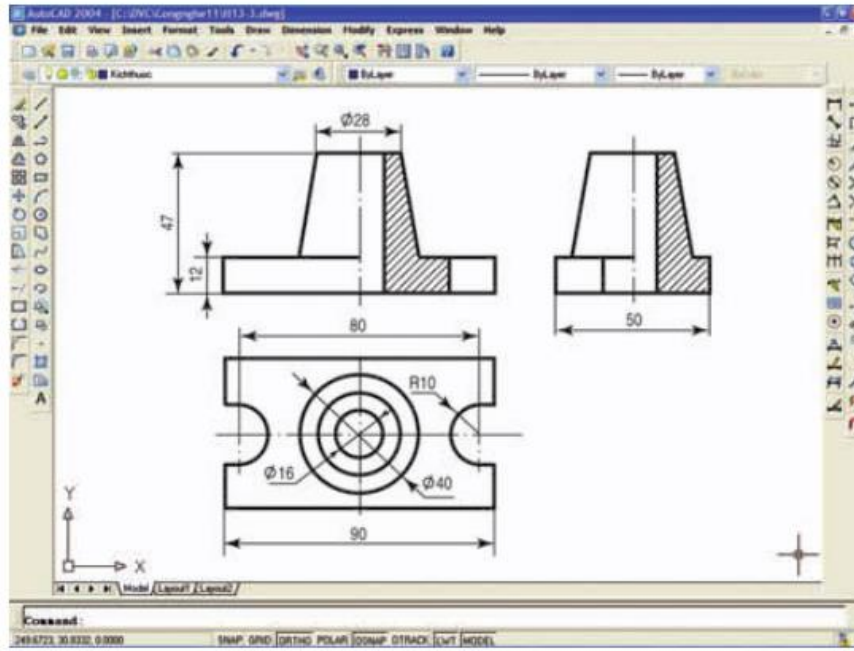 AutoCAD 2004 - [C:\DVC\Congnghe11\H13-3.dwg]
File Edit View Insert Format Tools Draw Dimension Modify Express Window Help
Kichthuoc ByLayer ByLayer ByLayer
Ø28
47
12
50
80
R10
Ø16
Ø40
90
Y
X
A
Model Layout1 Layout2
Command:
249.6723, 30.8332, 0.0000 SNAP GRID ORTHO POLAR OSNAP OTRACK LWT MODEL